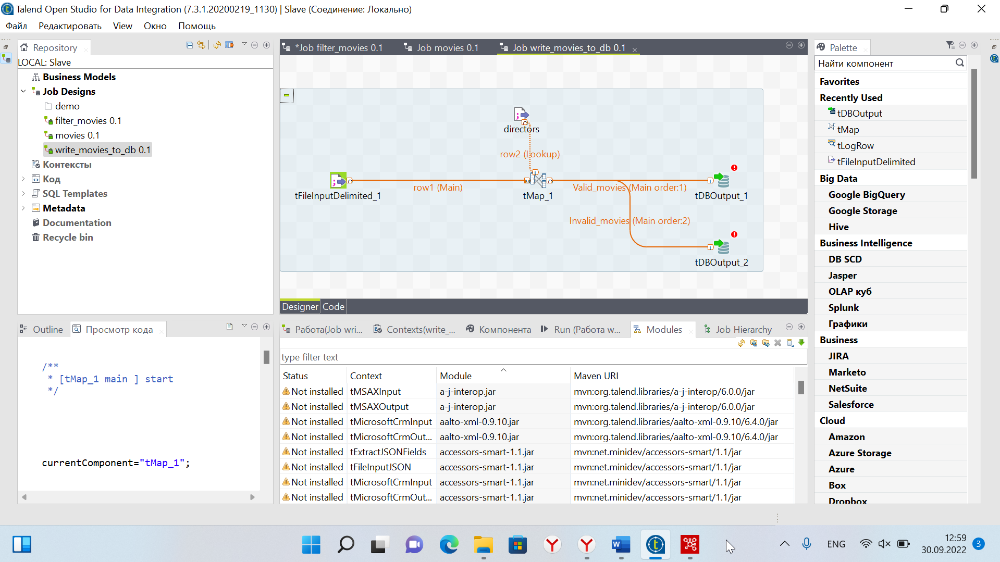 Talend Open Studio for Data Integration (7.3.1.20200219_1130) | Slave (Соединение: Локально)
Файл Редактировать View Окно Помощь
Repository
LOCAL: Slave
Business Models
Job Designs
demo
filter_movies 0.1
movies 0.1
write_movies_to_db 0.1
Контексты
Код
SQL Templates
Metadata
Documentation
Recycle bin
*Job filter_movies 0.1 Job movies 0.1 Job write_movies_to_db 0.1
directors
row2 (Lookup)
row1 (Main)
Valid_movies (Main order:1)
tFileInputDelimited_1 tMap_1 tDBOutput_1
Invalid_movies (Main order:2)
tDBOutput_2
Designer Code
Palette
Найти компонент
Favorites
Recently Used
tDBOutput
tMap
tLogRow
tFileInputDelimited
Big Data
Google BigQuery
Google Storage
Hive
Business Intelligence
DB SCD
Jasper
OLAP куб
Splunk
Графики
Business
JIRA
Marketo
NetSuite
Salesforce
Cloud
Amazon
Azure Storage
Azure
Box
Dropbox
Outline Просмотр кода
/**
* [tMap_1 main ] start
*/
currentComponent="tMap_1";
Работа(Job wri... Contexts(write_... Компонента Run (Работа w... Modules Job Hierarchy
type filter text
Status Context Module Maven URI
Not installed tMSAXInput a-j-interop.jar mvn:org.talend.libraries/a-j-interop/6.0.0/jar
Not installed tMSAXOutput a-j-interop.jar mvn:org.talend.libraries/a-j-interop/6.0.0/jar
Not installed tMicrosoftCrmInput aalto-xml-0.9.10.jar mvn:org.talend.libraries/aalto-xml-0.9.10/6.4.0/jar
Not installed tMicrosoftCrmOut... aalto-xml-0.9.10.jar mvn:org.talend.libraries/aalto-xml-0.9.10/6.4.0/jar
Not installed tExtractJSONFields accessors-smart-1.1.jar mvn:net.minidev/accessors-smart/1.1/jar
Not installed tFileInputJSON accessors-smart-1.1.jar mvn:net.minidev/accessors-smart/1.1/jar
Not installed tMicrosoftCrmInput accessors-smart-1.1.jar mvn:net.minidev/accessors-smart/1.1/jar
Not installed tMicrosoftCrmOut... accessors-smart-1.1.jar mvn:net.minidev/accessors-smart/1.1/jar
ENG
12:59
30.09.2022
3